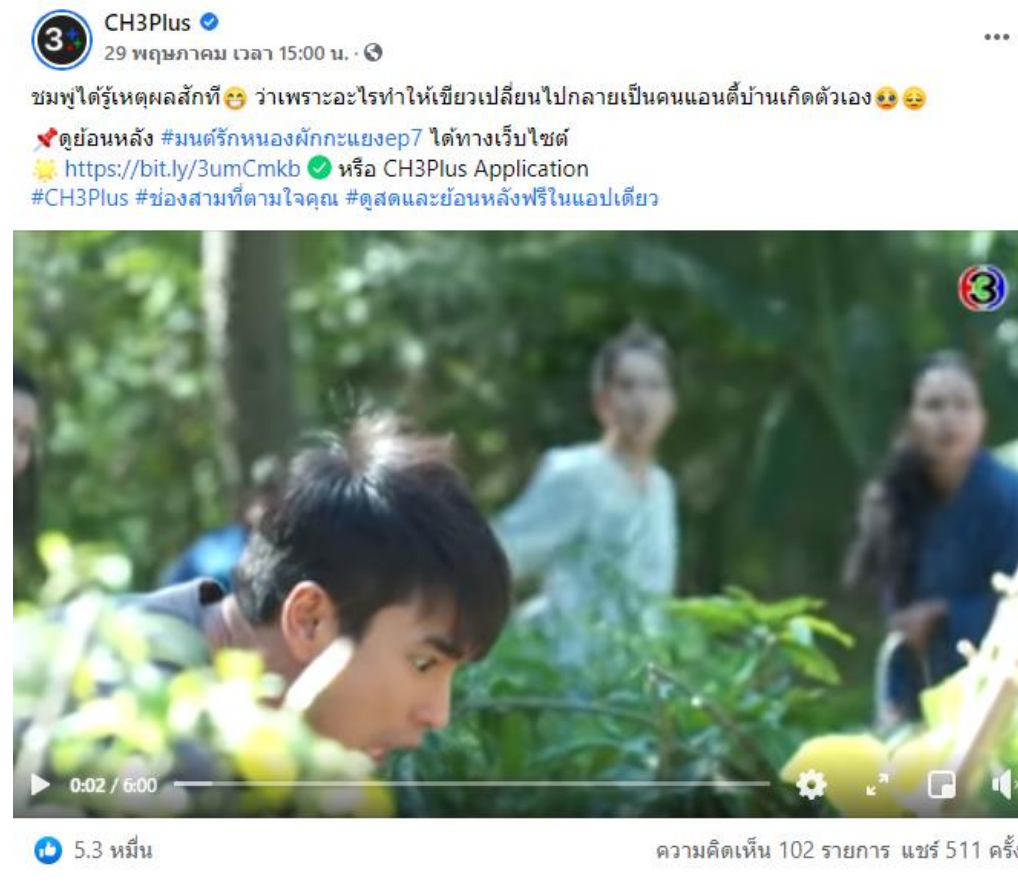 CH3Plus
29 พฤษภาคม เวลา 15:00 น. ·
ชมพู่ได้รู้เหตุผลสักที😁 ว่าเพราะอะไรทำให้เขียวเปลี่ยนไปกลายเป็นคนแอนตี้บ้านเกิดตัวเอง🥺😔
📌ดูย้อนหลัง #มนต์รักหนองผักกะแยงep7 ได้ทางเว็บไซต์
🌟 https://bit.ly/3umCmkb ✅ หรือ CH3Plus Application
#CH3Plus #ช่องสามที่ตามใจคุณ #ดูสดและย้อนหลังฟรีในแอปเดียว
3
0:02 / 6:00
5.3 หมื่น
ความคิดเห็น 102 รายการ แชร์ 511 ครั้ง